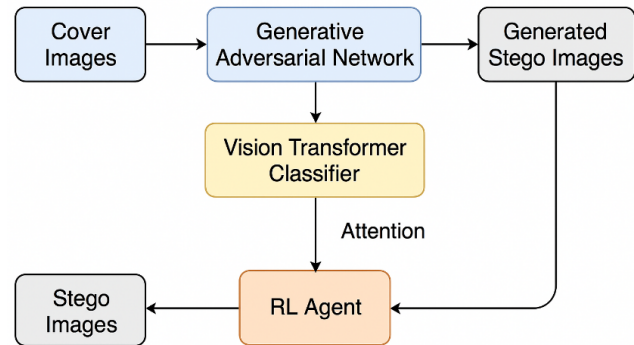 Cover
Images
Generative
Adversarial Network
Generated
Stego Images
Vision Transformer
Classifier
Attention
Stego
Images
RL Agent